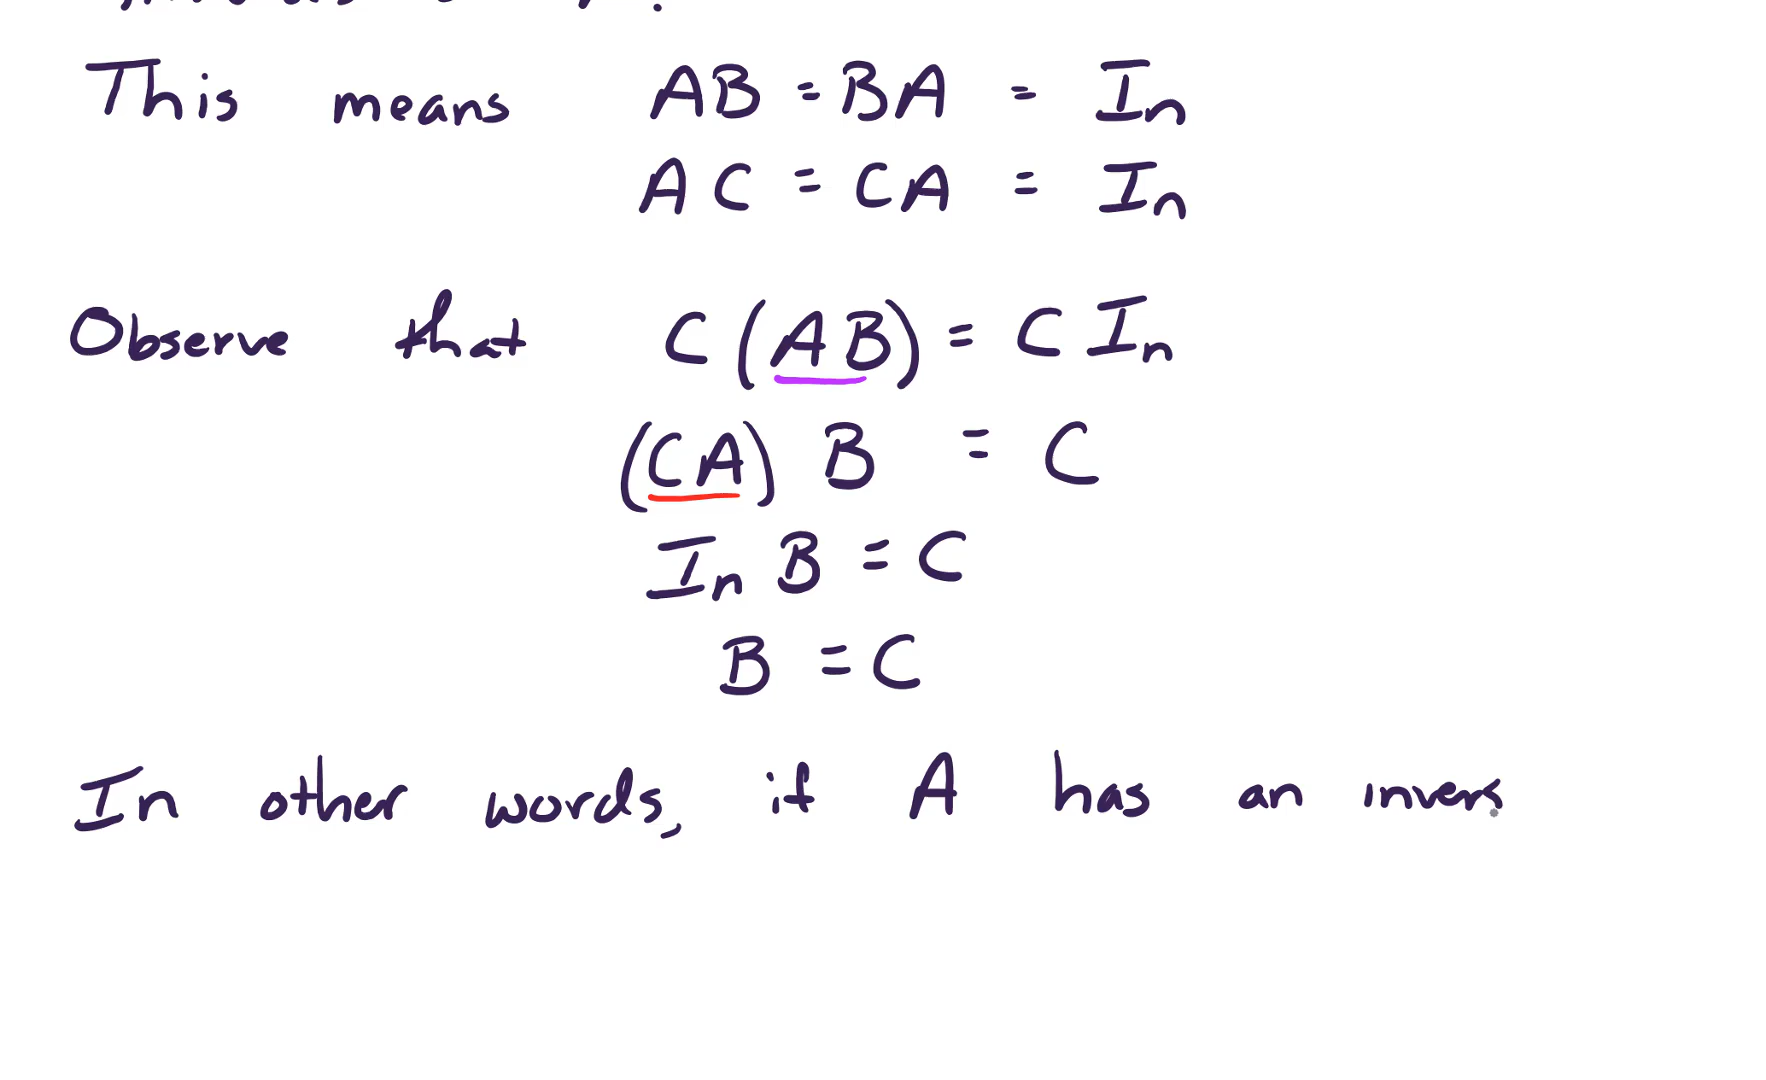 This means AB = BA = In
AC = CA = In
Observe that C(AB) = C In
(CA) B = C
In B = C
B = C
In other words, if A has an invers